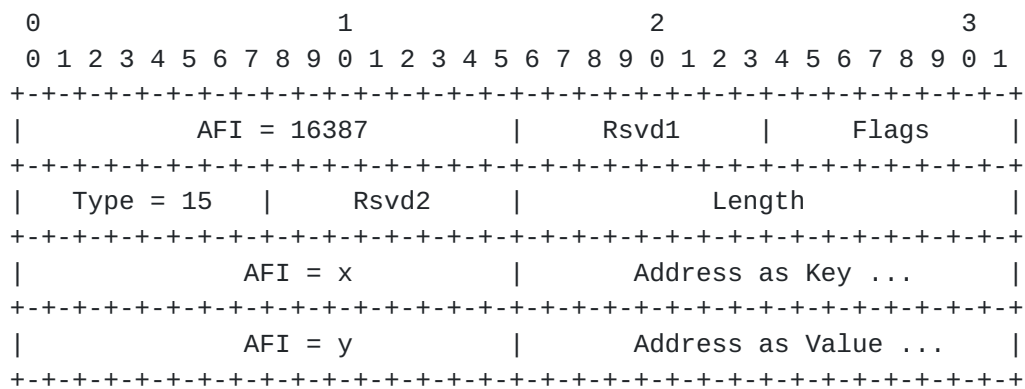 0                   1                   2                   3
0 1 2 3 4 5 6 7 8 9 0 1 2 3 4 5 6 7 8 9 0 1 2 3 4 5 6 7 8 9 0 1
+-+-+-+-+-+-+-+-+-+-+-+-+-+-+-+-+-+-+-+-+-+-+-+-+-+-+-+-+-+-+-+-+
|           AFI = 16387         |     Rsvd1     |     Flags     |
+-+-+-+-+-+-+-+-+-+-+-+-+-+-+-+-+-+-+-+-+-+-+-+-+-+-+-+-+-+-+-+-+
|   Type = 15   |     Rsvd2     |            Length             |
+-+-+-+-+-+-+-+-+-+-+-+-+-+-+-+-+-+-+-+-+-+-+-+-+-+-+-+-+-+-+-+-+
|              AFI = x          |       Address as Key ...      |
+-+-+-+-+-+-+-+-+-+-+-+-+-+-+-+-+-+-+-+-+-+-+-+-+-+-+-+-+-+-+-+-+
|              AFI = y          |       Address as Value ...    |
+-+-+-+-+-+-+-+-+-+-+-+-+-+-+-+-+-+-+-+-+-+-+-+-+-+-+-+-+-+-+-+-+